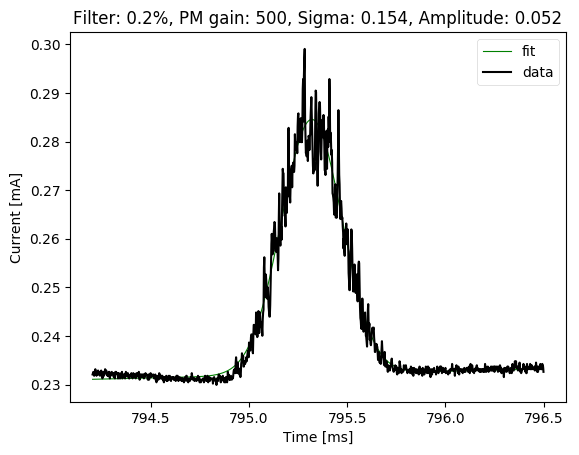 Filter: 0.2%, PM gain: 500, Sigma: 0.154, Amplitude: 0.052
fit
data
0.30
0.29
0.28
0.27
0.26
0.25
0.24
0.23
Current [mA]
794.5
795.0
795.5
796.0
796.5
Time [ms]